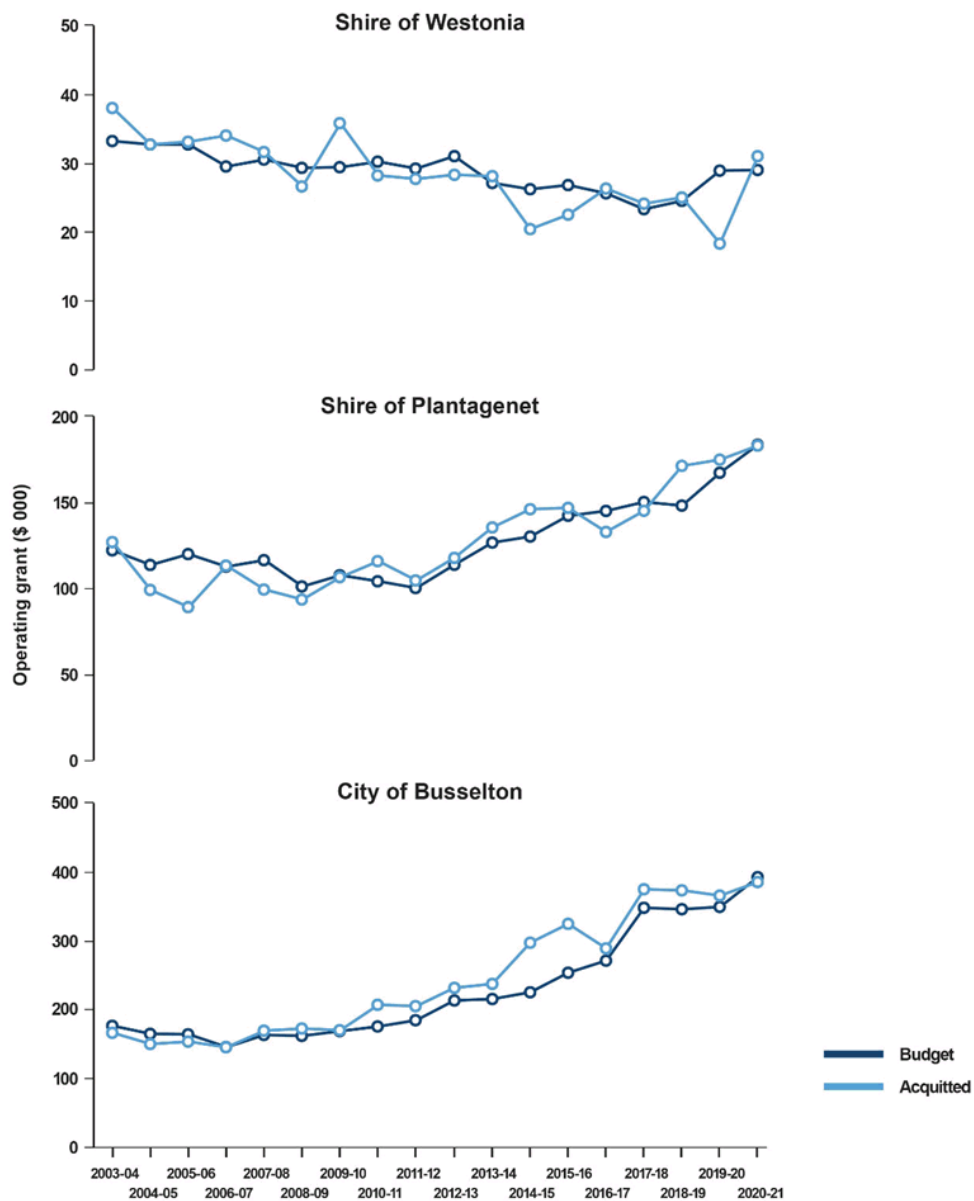 Shire of Westonia
50
40
30
20
10
0
Shire of Plantagenet
200
150
100
50
0
Operating grant ($ 000)
City of Busselton
500
400
300
200
100
0
Budget
Acquitted
2003-04 2005-06 2007-08 2009-10 2011-12 2013-14 2015-16 2017-18 2019-20
2004-05 2006-07 2008-09 2010-11 2012-13 2014-15 2016-17 2018-19 2020-21